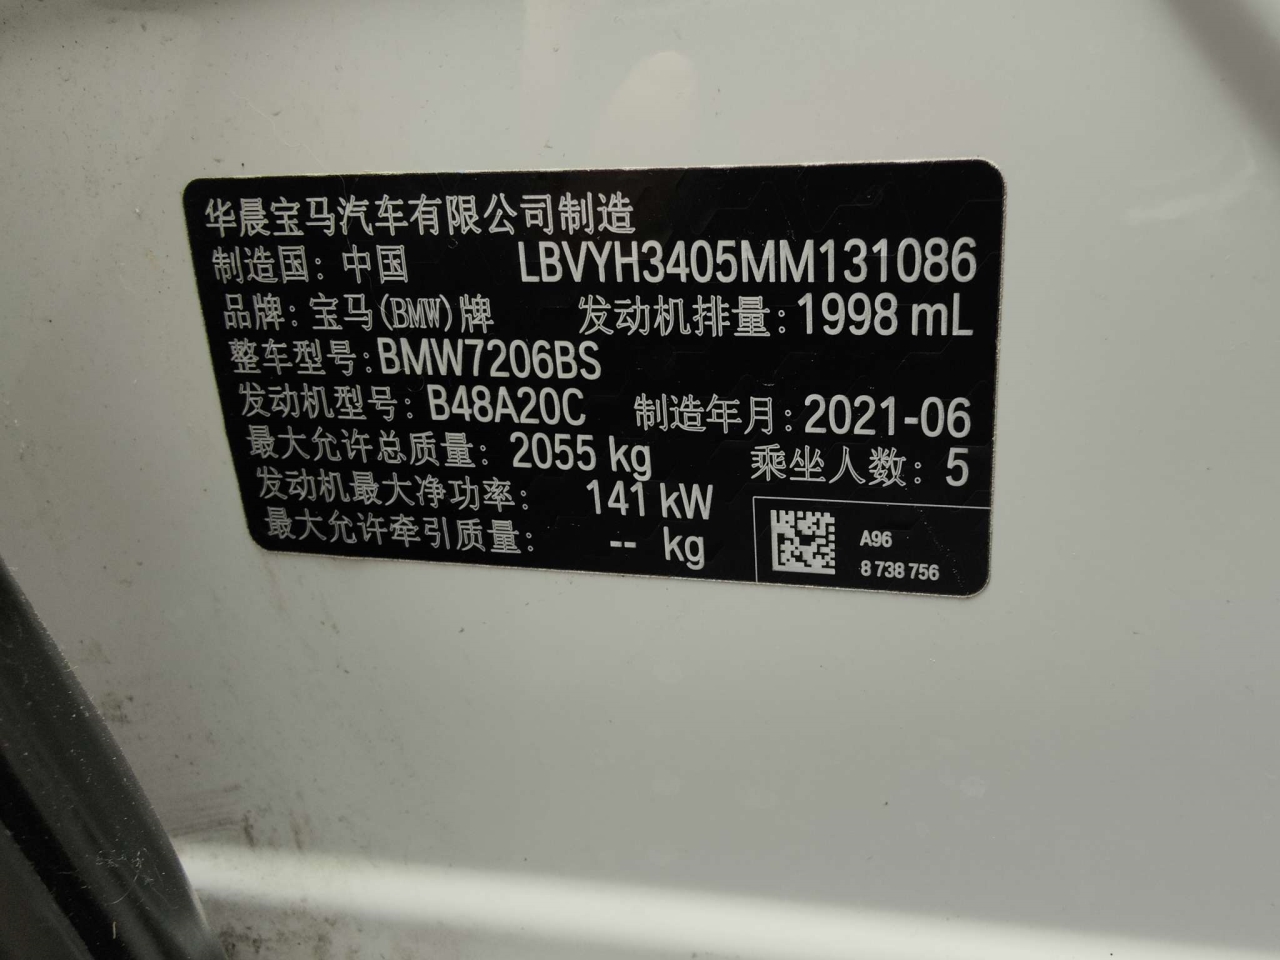 华晨宝马汽车有限公司制造
制造国: 中国 LBVYH3405MM131086
品牌: 宝马(BMW)牌 发动机排量: 1998 mL
整车型号: BMW7206BS
发动机型号: B48A20C 制造年月: 2021-06
最大允许总质量: 2055 kg 乘坐人数: 5
发动机最大净功率: 141 kW
最大允许牵引质量: -- kg
A96
8 738 756